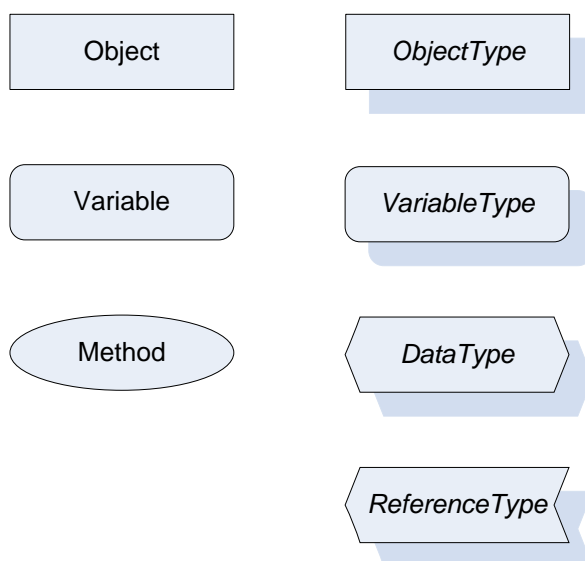 Object
ObjectType
Variable
VariableType
Method
DataType
ReferenceType